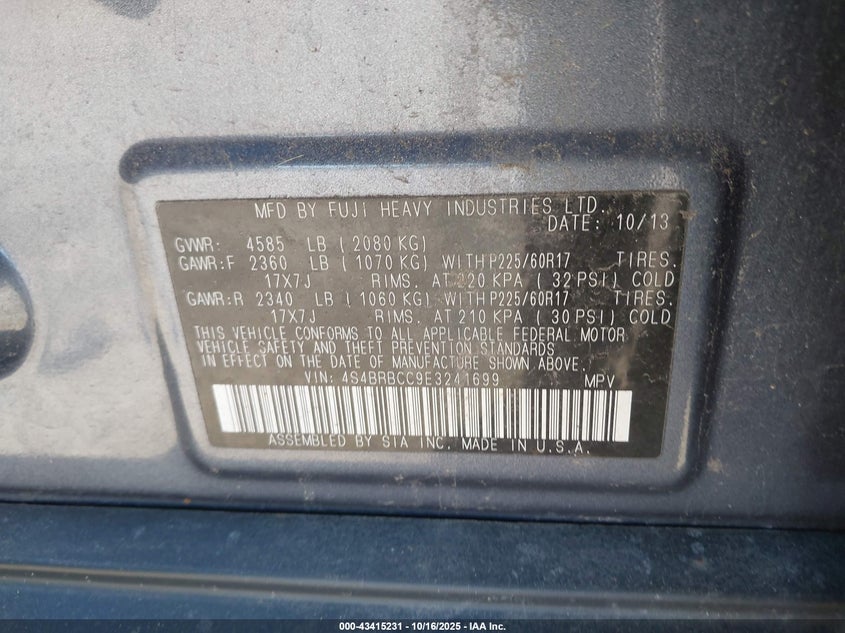 MFD BY FUJI HEAVY INDUSTRIES LTD.
DATE: 10/13
GVWR: 4585 LB ( 2080 KG)
GAWR:F 2360 LB ( 1070 KG) WITH P225/60R17 TIRES.
17X7J RIMS. AT 220 KPA ( 32 PSI) COLD
GAWR:R 2340 LB ( 1060 KG) WITH P225/60R17 TIRES.
17X7J RIMS. AT 210 KPA ( 30 PSI) COLD
THIS VEHICLE CONFORMS TO ALL APPLICABLE FEDERAL MOTOR
VEHICLE SAFETY AND THEFT PREVENTION STANDARDS
IN EFFECT ON THE DATE OF MANUFACTURE SHOWN ABOVE.
VIN: 4S4BRBCC9E3241699 MPV
ASSEMBLED BY SIA INC. MADE IN U.S.A.
000-43415231 - 10/16/2025 - IAA Inc.